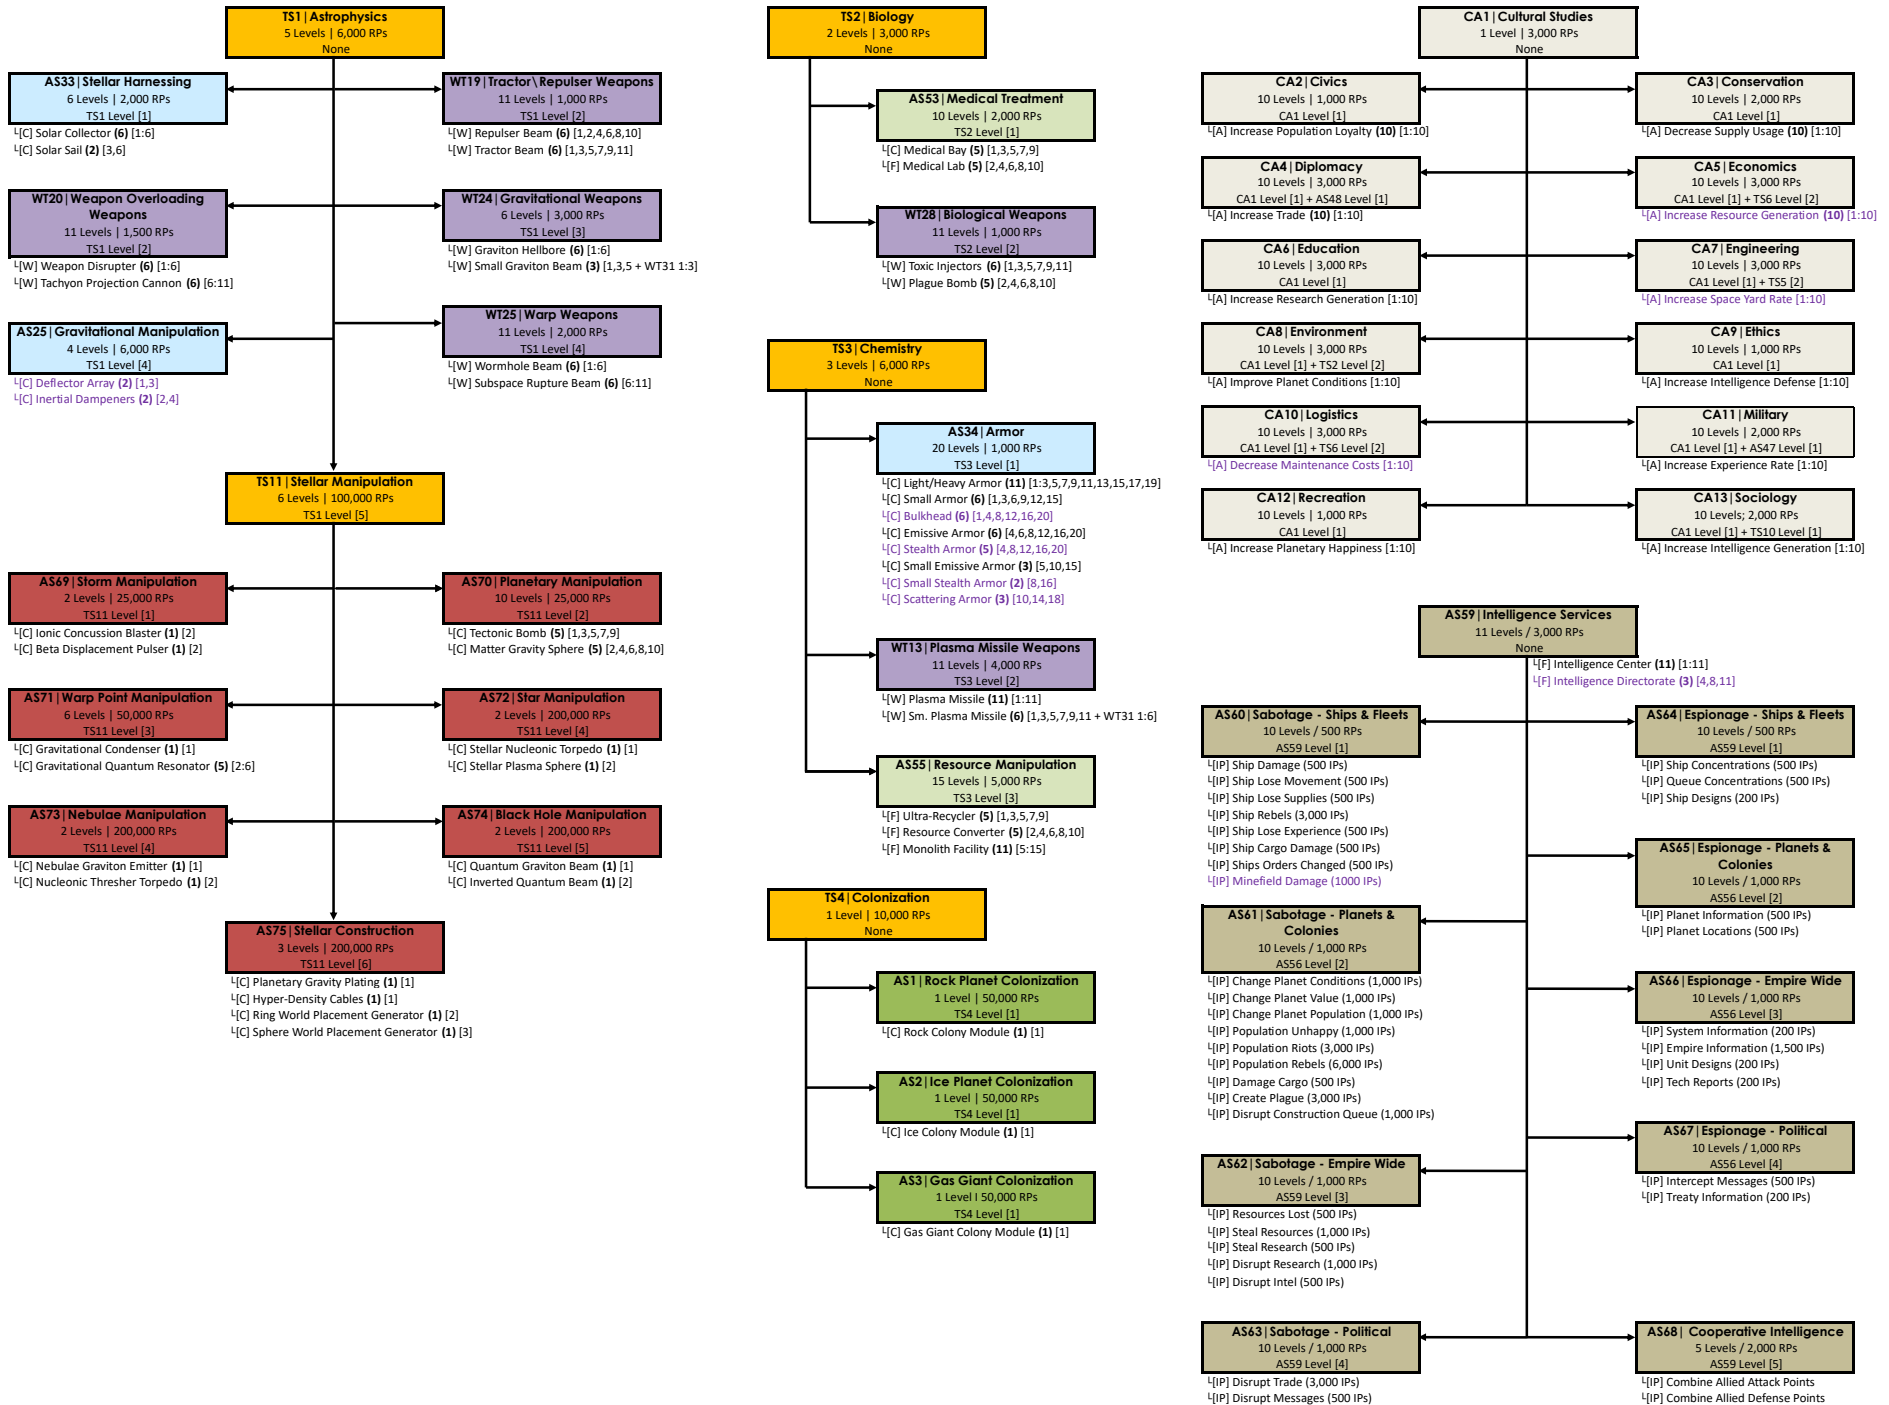 TS1|Astrophysics
5 Levels | 6,000 RPs
None
AS33|Stellar Harnessing
6 Levels | 2,000 RPs
TS1 Level [1]
└[C] Solar Collector (6) [1:6]
└[C] Solar Sail (2) [3,6]
WT19|Tractor\Repulser Weapons
11 Levels | 1,000 RPs
TS1 Level [2]
└[W] Repulser Beam (6) [1,2,4,6,8,10]
└[W] Tractor Beam (6) [1,3,5,7,9,11]
WT20|Weapon Overloading
Weapons
11 Levels | 1,500 RPs
TS1 Level [2]
└[W] Weapon Disrupter (6) [1:6]
└[W] Tachyon Projection Cannon (6) [6:11]
WT24|Gravitational Weapons
6 Levels | 3,000 RPs
TS1 Level [3]
└[W] Graviton Hellbore (6) [1:6]
└[W] Small Graviton Beam (3) [1,3,5 + WT31 1:3]
AS25|Gravitational Manipulation
4 Levels | 6,000 RPs
TS1 Level [4]
└[C] Deflector Array (2) [1,3]
└[C] Inertial Dampeners (2) [2,4]
WT25|Warp Weapons
11 Levels | 2,000 RPs
TS1 Level [4]
└[W] Wormhole Beam (6) [1:6]
└[W] Subspace Rupture Beam (6) [6:11]
TS11|Stellar Manipulation
6 Levels | 100,000 RPs
TS1 Level [5]
AS69|Storm Manipulation
2 Levels | 25,000 RPs
TS11 Level [1]
└[C] Ionic Concussion Blaster (1) [2]
└[C] Beta Displacement Pulser (1) [2]
AS70|Planetary Manipulation
10 Levels | 25,000 RPs
TS11 Level [2]
└[C] Tectonic Bomb (5) [1,3,5,7,9]
└[C] Matter Gravity Sphere (5) [2,4,6,8,10]
AS71|Warp Point Manipulation
6 Levels | 50,000 RPs
TS11 Level [3]
└[C] Gravitational Condenser (1) [1]
└[C] Gravitational Quantum Resonator (5) [2:6]
AS72|Star Manipulation
2 Levels | 200,000 RPs
TS11 Level [4]
└[C] Stellar Nucleonic Torpedo (1) [1]
└[C] Stellar Plasma Sphere (1) [2]
AS73|Nebulae Manipulation
2 Levels | 200,000 RPs
TS11 Level [4]
└[C] Nebulae Graviton Emitter (1) [1]
└[C] Nucleonic Thresher Torpedo (1) [2]
AS74|Black Hole Manipulation
2 Levels | 200,000 RPs
TS11 Level [5]
└[C] Quantum Graviton Beam (1) [1]
└[C] Inverted Quantum Beam (1) [2]
AS75|Stellar Construction
3 Levels | 200,000 RPs
TS11 Level [6]
└[C] Planetary Gravity Plating (1) [1]
└[C] Hyper-Density Cables (1) [1]
└[C] Ring World Placement Generator (1) [2]
└[C] Sphere World Placement Generator (1) [3]
TS2|Biology
2 Levels | 3,000 RPs
None
AS53|Medical Treatment
10 Levels | 2,000 RPs
TS2 Level [1]
└[C] Medical Bay (5) [1,3,5,7,9]
└[F] Medical Lab (5) [2,4,6,8,10]
WT28|Biological Weapons
11 Levels | 1,000 RPs
TS2 Level [2]
└[W] Toxic Injectors (6) [1,3,5,7,9,11]
└[W] Plague Bomb (5) [2,4,6,8,10]
TS3|Chemistry
3 Levels | 6,000 RPs
None
AS34|Armor
20 Levels | 1,000 RPs
TS3 Level [1]
└[C] Light/Heavy Armor (11) [1:3,5,7,9,11,13,15,17,19]
└[C] Small Armor (6) [1,3,6,9,12,15]
└[C] Bulkhead (6) [1,4,8,12,16,20]
└[C] Emissive Armor (6) [4,6,8,12,16,20]
└[C] Stealth Armor (5) [4,8,12,16,20]
└[C] Small Emissive Armor (3) [5,10,15]
└[C] Small Stealth Armor (2) [8,16]
└[C] Scattering Armor (3) [10,14,18]
WT13|Plasma Missile Weapons
11 Levels | 4,000 RPs
TS3 Level [2]
└[W] Plasma Missile (11) [1:11]
└[W] Sm. Plasma Missile (6) [1,3,5,7,9,11 + WT31 1:6]
AS55|Resource Manipulation
15 Levels | 5,000 RPs
TS3 Level [3]
└[F] Ultra-Recycler (5) [1,3,5,7,9]
└[F] Resource Converter (5) [2,4,6,8,10]
└[F] Monolith Facility (11) [5:15]
TS4|Colonization
1 Level | 10,000 RPs
None
AS1|Rock Planet Colonization
1 Level | 50,000 RPs
TS4 Level [1]
└[C] Rock Colony Module (1) [1]
AS2|Ice Planet Colonization
1 Level | 50,000 RPs
TS4 Level [1]
└[C] Ice Colony Module (1) [1]
AS3|Gas Giant Colonization
1 Level I 50,000 RPs
TS4 Level [1]
└[C] Gas Giant Colony Module (1) [1]
CA1|Cultural Studies
1 Level | 3,000 RPs
None
CA2|Civics
10 Levels | 1,000 RPs
CA1 Level [1]
└[A] Increase Population Loyalty (10) [1:10]
CA3|Conservation
10 Levels | 2,000 RPs
CA1 Level [1]
└[A] Decrease Supply Usage (10) [1:10]
CA4|Diplomacy
10 Levels | 3,000 RPs
CA1 Level [1] + AS48 Level [1]
└[A] Increase Trade (10) [1:10]
CA5|Economics
10 Levels | 3,000 RPs
CA1 Level [1] + TS6 Level [2]
└[A] Increase Resource Generation (10) [1:10]
CA6|Education
10 Levels | 3,000 RPs
CA1 Level [1]
└[A] Increase Research Generation [1:10]
CA7|Engineering
10 Levels | 3,000 RPs
CA1 Level [1] + TS5 [2]
└[A] Increase Space Yard Rate [1:10]
CA8|Environment
10 Levels | 3,000 RPs
CA1 Level [1] + TS2 Level [2]
└[A] Improve Planet Conditions [1:10]
CA9|Ethics
10 Levels | 1,000 RPs
CA1 Level [1]
└[A] Increase Intelligence Defense [1:10]
CA10|Logistics
10 Levels | 3,000 RPs
CA1 Level [1] + TS6 Level [2]
└[A] Decrease Maintenance Costs [1:10]
CA11|Military
10 Levels | 2,000 RPs
CA1 Level [1] + AS47 Level [1]
└[A] Increase Experience Rate [1:10]
CA12|Recreation
10 Levels | 1,000 RPs
CA1 Level [1]
└[A] Increase Planetary Happiness [1:10]
CA13|Sociology
10 Levels; 2,000 RPs
CA1 Level [1] + TS10 Level [1]
└[A] Increase Intelligence Generation [1:10]
AS59|Intelligence Services
11 Levels / 3,000 RPs
None
└[F] Intelligence Center (11) [1:11]
└[F] Intelligence Directorate (3) [4,8,11]
AS60|Sabotage - Ships & Fleets
10 Levels / 500 RPs
AS59 Level [1]
└[IP] Ship Damage (500 IPs)
└[IP] Ship Lose Movement (500 IPs)
└[IP] Ship Lose Supplies (500 IPs)
└[IP] Ship Rebels (3,000 IPs)
└[IP] Ship Lose Experience (500 IPs)
└[IP] Ship Cargo Damage (500 IPs)
└[IP] Ships Orders Changed (500 IPs)
└[IP] Minefield Damage (1000 IPs)
AS64|Espionage - Ships & Fleets
10 Levels / 500 RPs
AS59 Level [1]
└[IP] Ship Concentrations (500 IPs)
└[IP] Queue Concentrations (500 IPs)
└[IP] Ship Designs (200 IPs)
AS65|Espionage - Planets &
Colonies
10 Levels / 1,000 RPs
AS56 Level [2]
└[IP] Planet Information (500 IPs)
└[IP] Planet Locations (500 IPs)
AS61|Sabotage - Planets &
Colonies
10 Levels / 1,000 RPs
AS56 Level [2]
└[IP] Change Planet Conditions (1,000 IPs)
└[IP] Change Planet Value (1,000 IPs)
└[IP] Change Planet Population (1,000 IPs)
└[IP] Population Unhappy (1,000 IPs)
└[IP] Population Riots (3,000 IPs)
└[IP] Population Rebels (6,000 IPs)
└[IP] Damage Cargo (500 IPs)
└[IP] Create Plague (3,000 IPs)
└[IP] Disrupt Construction Queue (1,000 IPs)
AS66|Espionage - Empire Wide
10 Levels / 1,000 RPs
AS56 Level [3]
└[IP] System Information (200 IPs)
└[IP] Empire Information (1,500 IPs)
└[IP] Unit Designs (200 IPs)
└[IP] Tech Reports (200 IPs)
AS67|Espionage - Political
10 Levels / 1,000 RPs
AS56 Level [4]
└[IP] Intercept Messages (500 IPs)
└[IP] Treaty Information (200 IPs)
AS62|Sabotage - Empire Wide
10 Levels / 1,000 RPs
AS59 Level [3]
└[IP] Resources Lost (500 IPs)
└[IP] Steal Resources (1,000 IPs)
└[IP] Steal Research (500 IPs)
└[IP] Disrupt Research (1,000 IPs)
└[IP] Disrupt Intel (500 IPs)
AS63|Sabotage - Political
10 Levels / 1,000 RPs
AS59 Level [4]
└[IP] Disrupt Trade (3,000 IPs)
└[IP] Disrupt Messages (500 IPs)
AS68| Cooperative Intelligence
5 Levels / 2,000 RPs
AS59 Level [5]
└[IP] Combine Allied Attack Points
└[IP] Combine Allied Defense Points